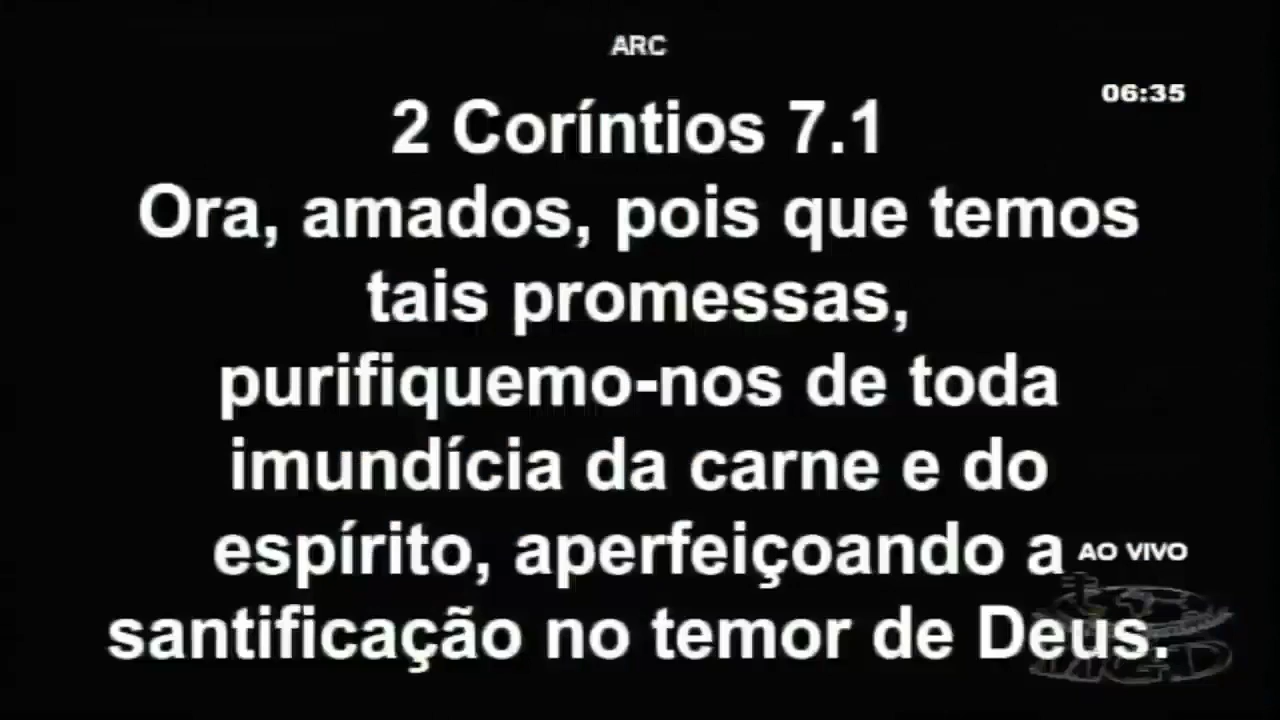 ARC
06:35
2 Coríntios 7.1
Ora, amados, pois que temos
tais promessas,
purifiquemo-nos de toda
imundícia da carne e do
espírito, aperfeiçoando a
AO VIVO
santificação no temor de Deus.